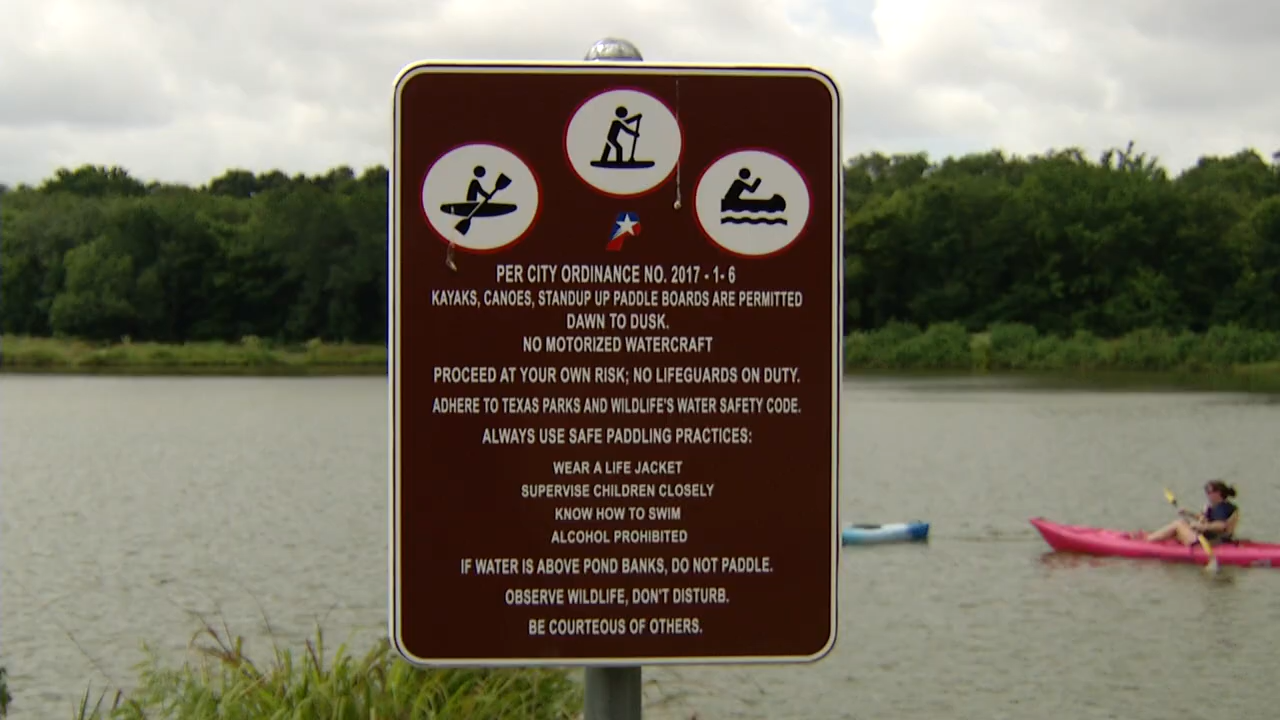 PER CITY ORDINANCE NO. 2017 - 1- 6
KAYAKS, CANOES, STANDUP UP PADDLE BOARDS ARE PERMITTED
DAWN TO DUSK.
NO MOTORIZED WATERCRAFT
PROCEED AT YOUR OWN RISK; NO LIFEGUARDS ON DUTY.
ADHERE TO TEXAS PARKS AND WILDLIFE'S WATER SAFETY CODE.
ALWAYS USE SAFE PADDLING PRACTICES:
WEAR A LIFE JACKET
SUPERVISE CHILDREN CLOSELY
KNOW HOW TO SWIM
ALCOHOL PROHIBITED
IF WATER IS ABOVE POND BANKS, DO NOT PADDLE.
OBSERVE WILDLIFE, DON'T DISTURB.
BE COURTEOUS OF OTHERS.